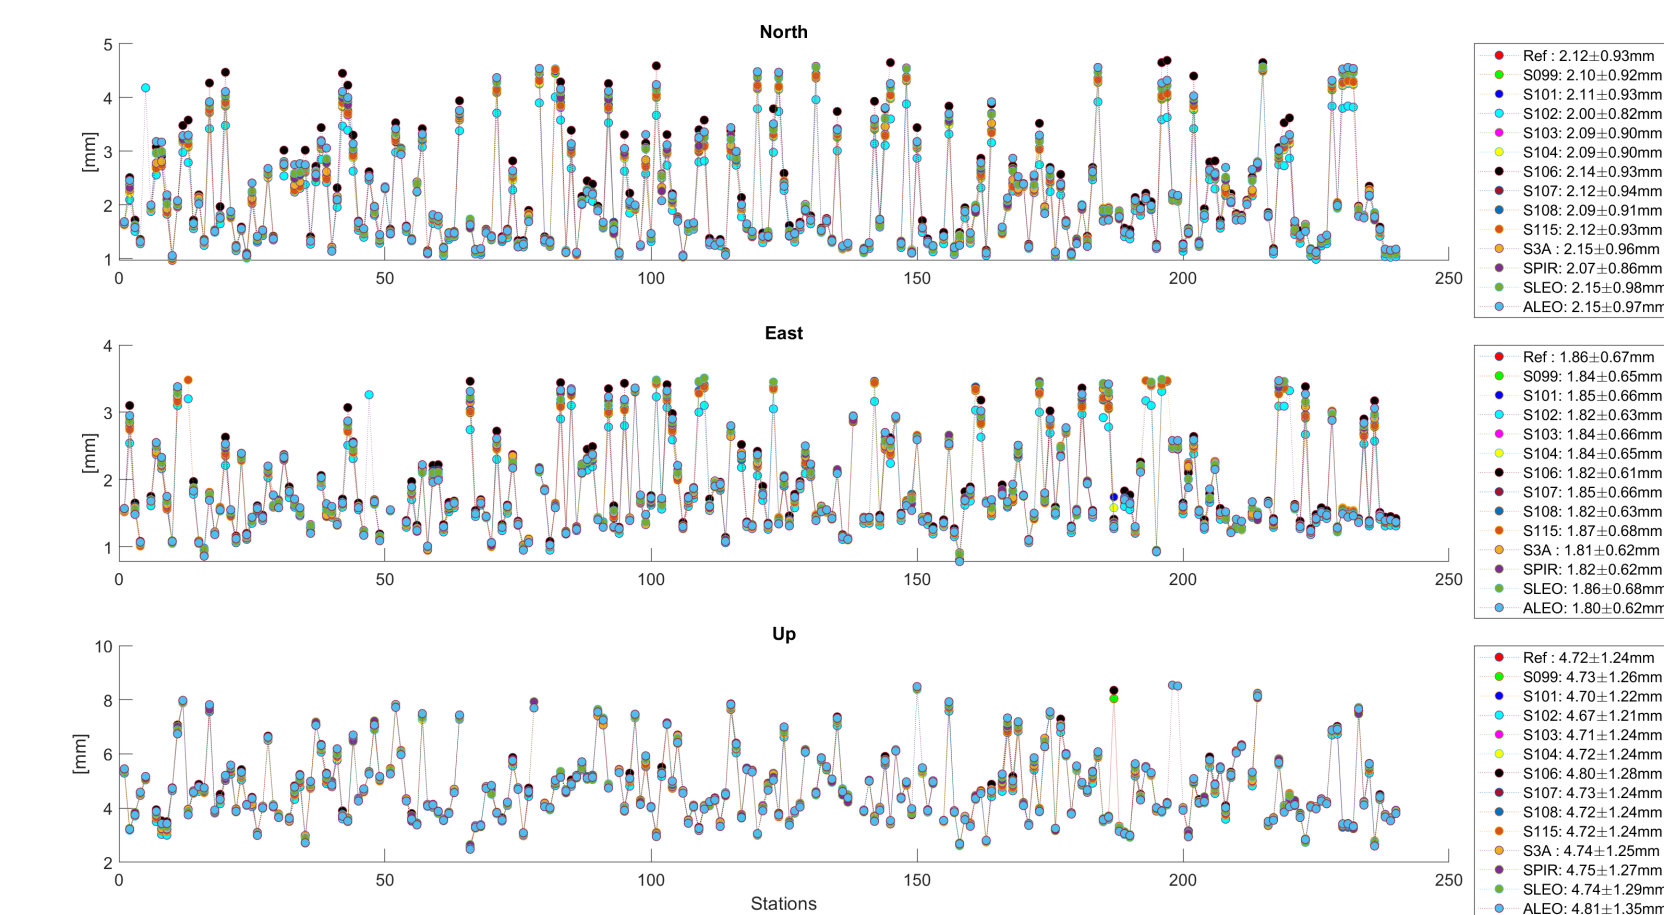 North
5
4
3
2
1
[mm]
0
50
100
150
200
250
Ref : 2.12±0.93mm
S099: 2.10±0.92mm
S101: 2.11±0.93mm
S102: 2.00±0.82mm
S103: 2.09±0.90mm
S104: 2.09±0.90mm
S106: 2.14±0.93mm
S107: 2.12±0.94mm
S108: 2.09±0.91mm
S115: 2.12±0.93mm
S3A : 2.15±0.96mm
SPIR: 2.07±0.86mm
SLEO: 2.15±0.98mm
ALEO: 2.15±0.97mm
East
4
3
2
1
[mm]
0
50
100
150
200
250
Ref : 1.86±0.67mm
S099: 1.84±0.65mm
S101: 1.85±0.66mm
S102: 1.82±0.63mm
S103: 1.84±0.66mm
S104: 1.84±0.65mm
S106: 1.82±0.61mm
S107: 1.85±0.66mm
S108: 1.82±0.63mm
S115: 1.87±0.68mm
S3A : 1.81±0.62mm
SPIR: 1.82±0.62mm
SLEO: 1.86±0.68mm
ALEO: 1.80±0.62mm
Up
10
8
6
4
2
[mm]
0
50
100
150
200
250
Stations
Ref : 4.72±1.24mm
S099: 4.73±1.26mm
S101: 4.70±1.22mm
S102: 4.67±1.21mm
S103: 4.71±1.24mm
S104: 4.72±1.24mm
S106: 4.80±1.28mm
S107: 4.73±1.24mm
S108: 4.72±1.24mm
S115: 4.72±1.24mm
S3A : 4.74±1.25mm
SPIR: 4.75±1.27mm
SLEO: 4.74±1.29mm
ALEO: 4.81±1.35mm